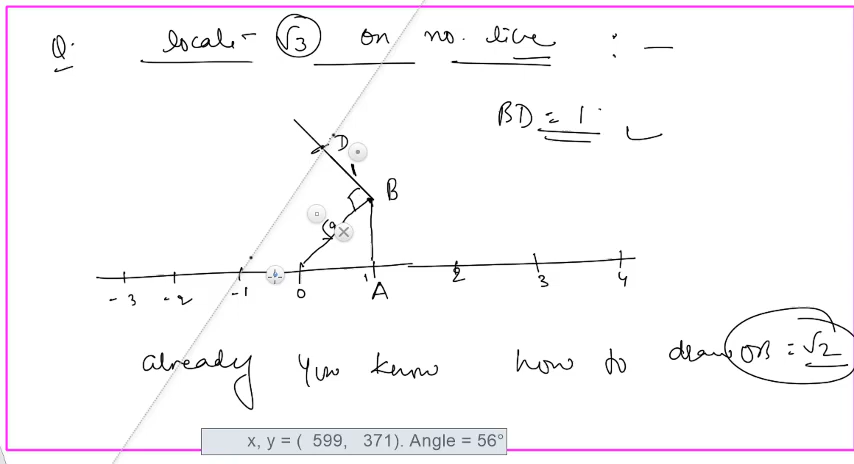 Q. locate √3 on no. line : —
BD = 1
D
1
B
√2
-3 -2 -1 0 1 2 3 4
A
already you know how to draw OB = √2
x, y = ( 599, 371). Angle = 56°